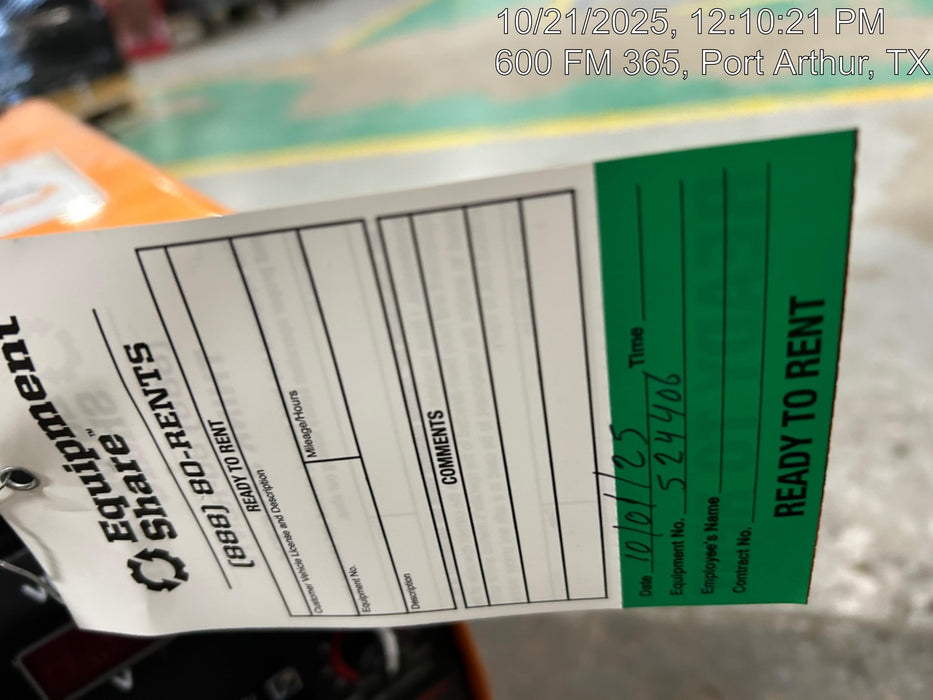 10/21/2025, 12:10:21 PM
600 FM 365, Port Arthur, TX
Equipment
Equip™
Share
(888) 80-RENTS
READY TO RENT
Customer Vehicle License and Description
Equipment No.
Mileage/Hours
Description
COMMENTS
Date 10/01/25 Time
Equipment No. 524406
Employee's Name
Contract No.
READY TO RENT